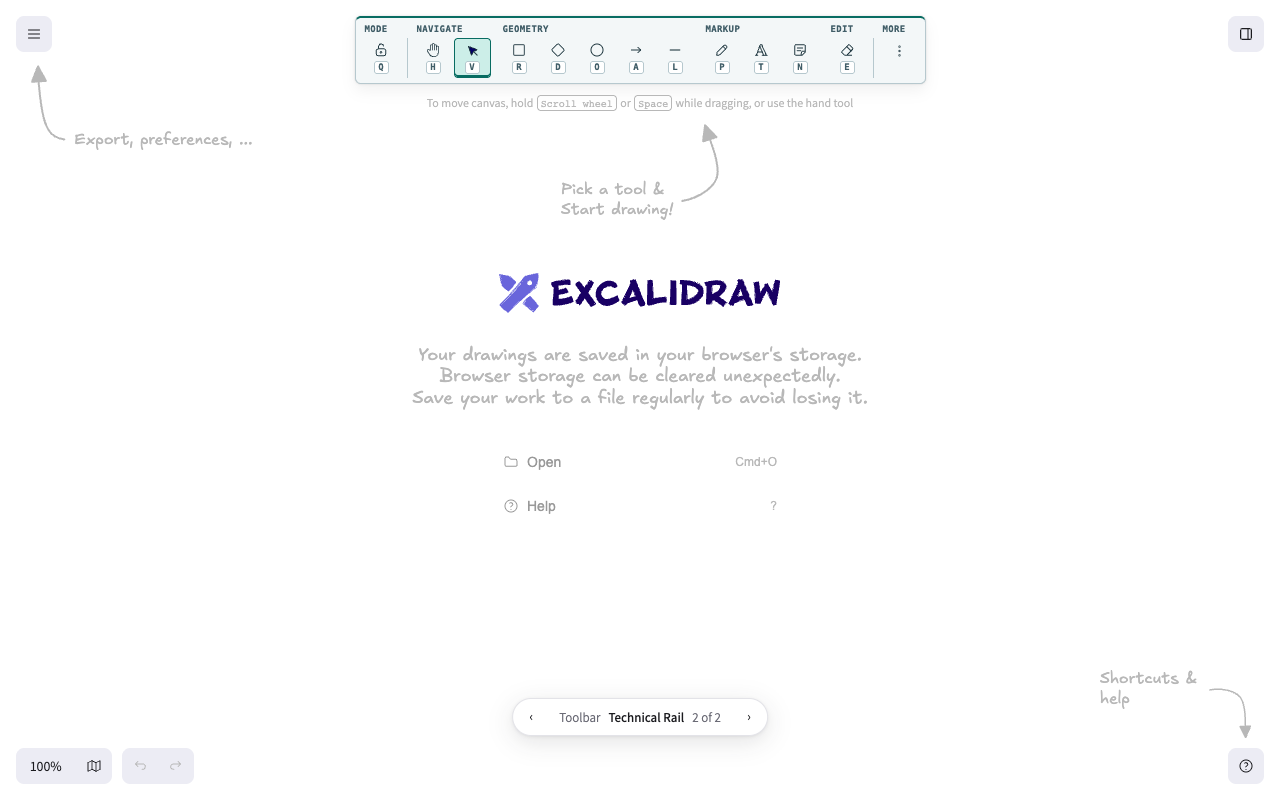 MODE NAVIGATE GEOMETRY MARKUP EDIT MORE
Q H V R D O A L P T N E
To move canvas, hold Scroll wheel or Space while dragging, or use the hand tool
Export, preferences, ...
Pick a tool &
Start drawing!
EXCALIDRAW
Your drawings are saved in your browser's storage.
Browser storage can be cleared unexpectedly.
Save your work to a file regularly to avoid losing it.
Open Cmd+O
Help ?
Shortcuts &
help
‹ Toolbar Technical Rail 2 of 2 ›
100%